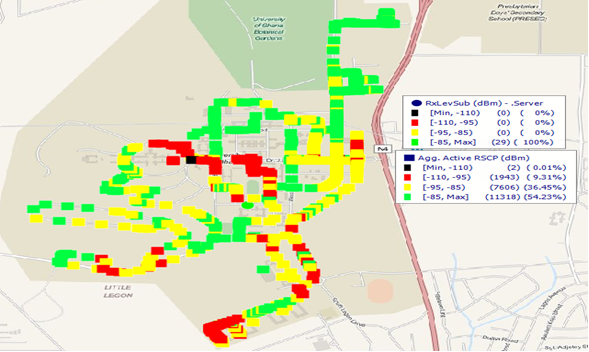 Presbyterian
Boys' Secondary
School (PRESEC)
University
of Ghana
Botanical
Gardens
RxLevSub (dBm) - .Server
[Min, -110) (0) ( 0%)
[-110, -95) (0) ( 0%)
[-95, -85) (0) ( 0%)
[-85, Max] (29) ( 100%)
M4
Agg. Active RSCP (dBm)
[Min, -110) (2) ( 0.01%)
[-110, -95) (1943) ( 9.31%)
[-95, -85) (7606) (36.45%)
[-85, Max] (11318) (54.23%)
LITTLE
LEGON